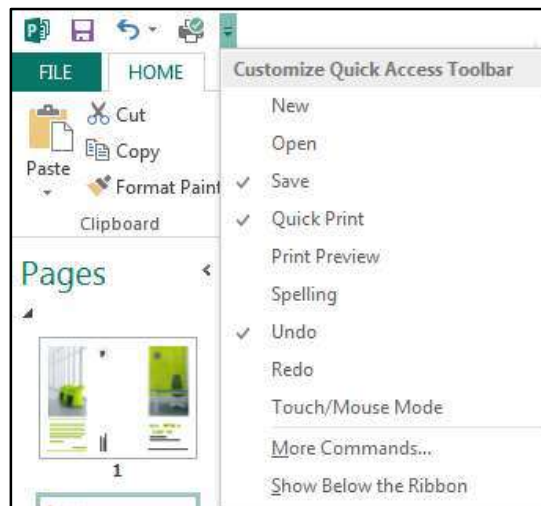 P
FILE HOME Customize Quick Access Toolbar
Cut New
Copy Open
Paste Format Paint Save
Clipboard Quick Print
Print Preview
Pages Spelling
Undo
Redo
Touch/Mouse Mode
More Commands...
1
Show Below the Ribbon